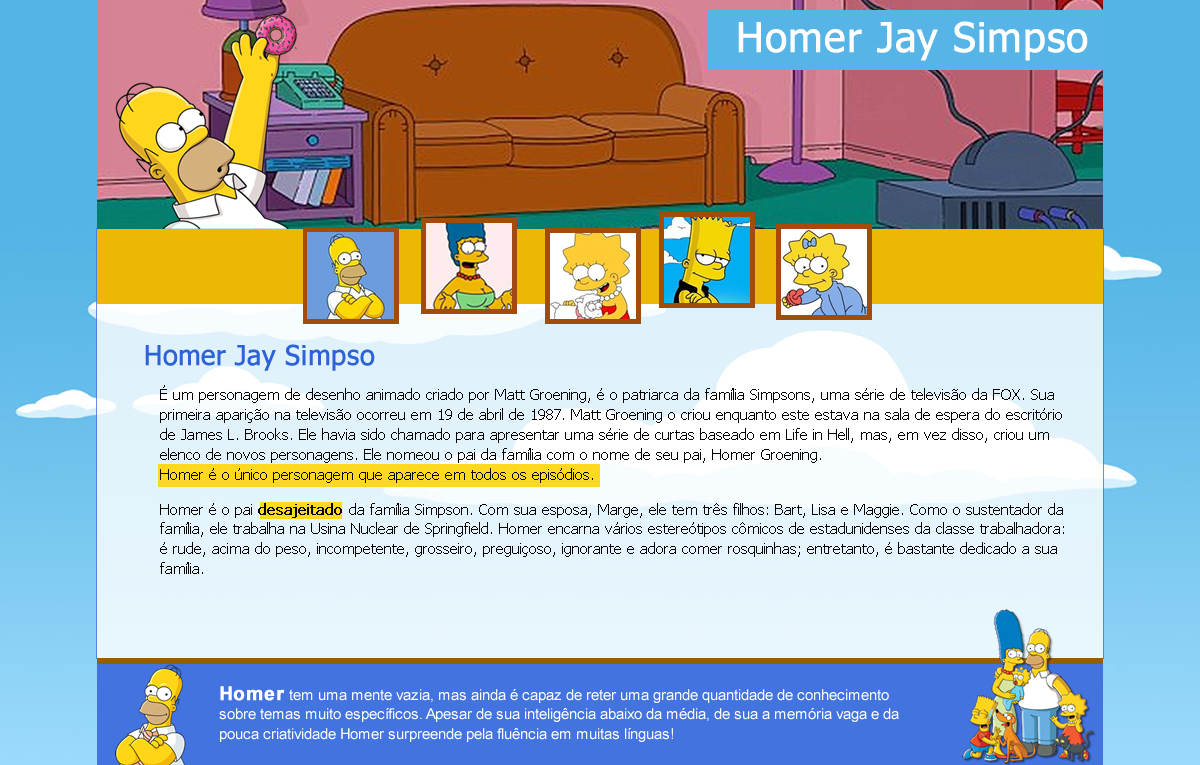 Homer Jay Simpso
Homer Jay Simpso
É um personagem de desenho animado criado por Matt Groening, é o patriarca da família Simpsons, uma série de televisão da FOX. Sua
primeira aparição na televisão ocorreu em 19 de abril de 1987. Matt Groening o criou enquanto este estava na sala de espera do escritório
de James L. Brooks. Ele havia sido chamado para apresentar uma série de curtas baseado em Life in Hell, mas, em vez disso, criou um
elenco de novos personagens. Ele nomeou o pai da família com o nome de seu pai, Homer Groening.
Homer é o único personagem que aparece em todos os episódios.
Homer é o pai desajeitado da família Simpson. Com sua esposa, Marge, ele tem três filhos: Bart, Lisa e Maggie. Como o sustentador da
família, ele trabalha na Usina Nuclear de Springfield. Homer encarna vários estereótipos cômicos de estadunidenses da classe trabalhadora:
é rude, acima do peso, incompetente, grosseiro, preguiçoso, ignorante e adora comer rosquinhas; entretanto, é bastante dedicado a sua
família.
Homer tem uma mente vazia, mas ainda é capaz de reter uma grande quantidade de conhecimento
sobre temas muito específicos. Apesar de sua inteligência abaixo da média, de sua a memória vaga e da
pouca criatividade Homer surpreende pela fluência em muitas línguas!